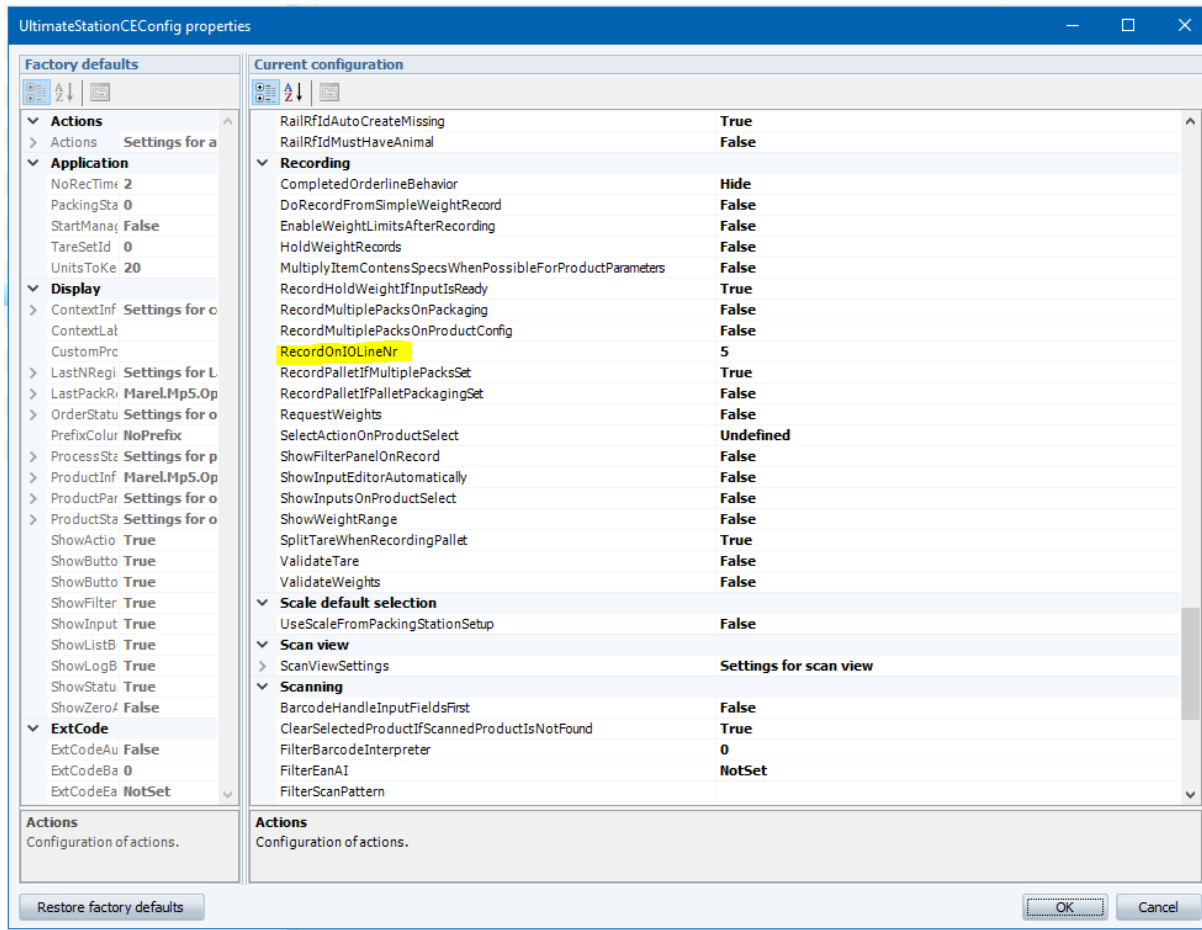 UltimateStationCEConfig properties
Factory defaults
Actions
Actions Settings for a
Application
NoRecTime 2
PackingSta 0
StartManag False
TareSetId 0
UnitsToKe 20
Display
ContextInf Settings for c
ContextLab
CustomPro
LastNRegi Settings for L
LastPackR Marel.Mp5.Op
OrderStatu Settings for o
PrefixColur NoPrefix
ProcessSta Settings for p
ProductInf Marel.Mp5.Op
ProductPar Settings for o
ProductSta Settings for o
ShowActio True
ShowButto True
ShowButto True
ShowFilter True
ShowInput True
ShowListB True
ShowLogB True
ShowStatu True
ShowZeroA False
ExtCode
ExtCodeAu False
ExtCodeBa 0
ExtCodeEa NotSet
Actions
Configuration of actions.
Restore factory defaults
Current configuration
RailRfIdAutoCreateMissing True
RailRfIdMustHaveAnimal False
Recording
CompletedOrderlineBehavior Hide
DoRecordFromSimpleWeightRecord False
EnableWeightLimitsAfterRecording False
HoldWeightRecords False
MultiplyItemContensSpecsWhenPossibleForProductParameters False
RecordHoldWeightIfInputIsReady True
RecordMultiplePacksOnPackaging False
RecordMultiplePacksOnProductConfig False
RecordOnIOLineNr 5
RecordPalletIfMultiplePacksSet True
RecordPalletIfPalletPackagingSet False
RequestWeights False
SelectActionOnProductSelect Undefined
ShowFilterPanelOnRecord False
ShowInputEditorAutomatically False
ShowInputsOnProductSelect False
ShowWeightRange False
SplitTareWhenRecordingPallet True
ValidateTare False
ValidateWeights False
Scale default selection
UseScaleFromPackingStationSetup False
Scan view
ScanViewSettings Settings for scan view
Scanning
BarcodeHandleInputFieldsFirst False
ClearSelectedProductIfScannedProductIsNotFound True
FilterBarcodeInterpreter 0
FilterEanAI NotSet
FilterScanPattern
Actions
Configuration of actions.
OK Cancel